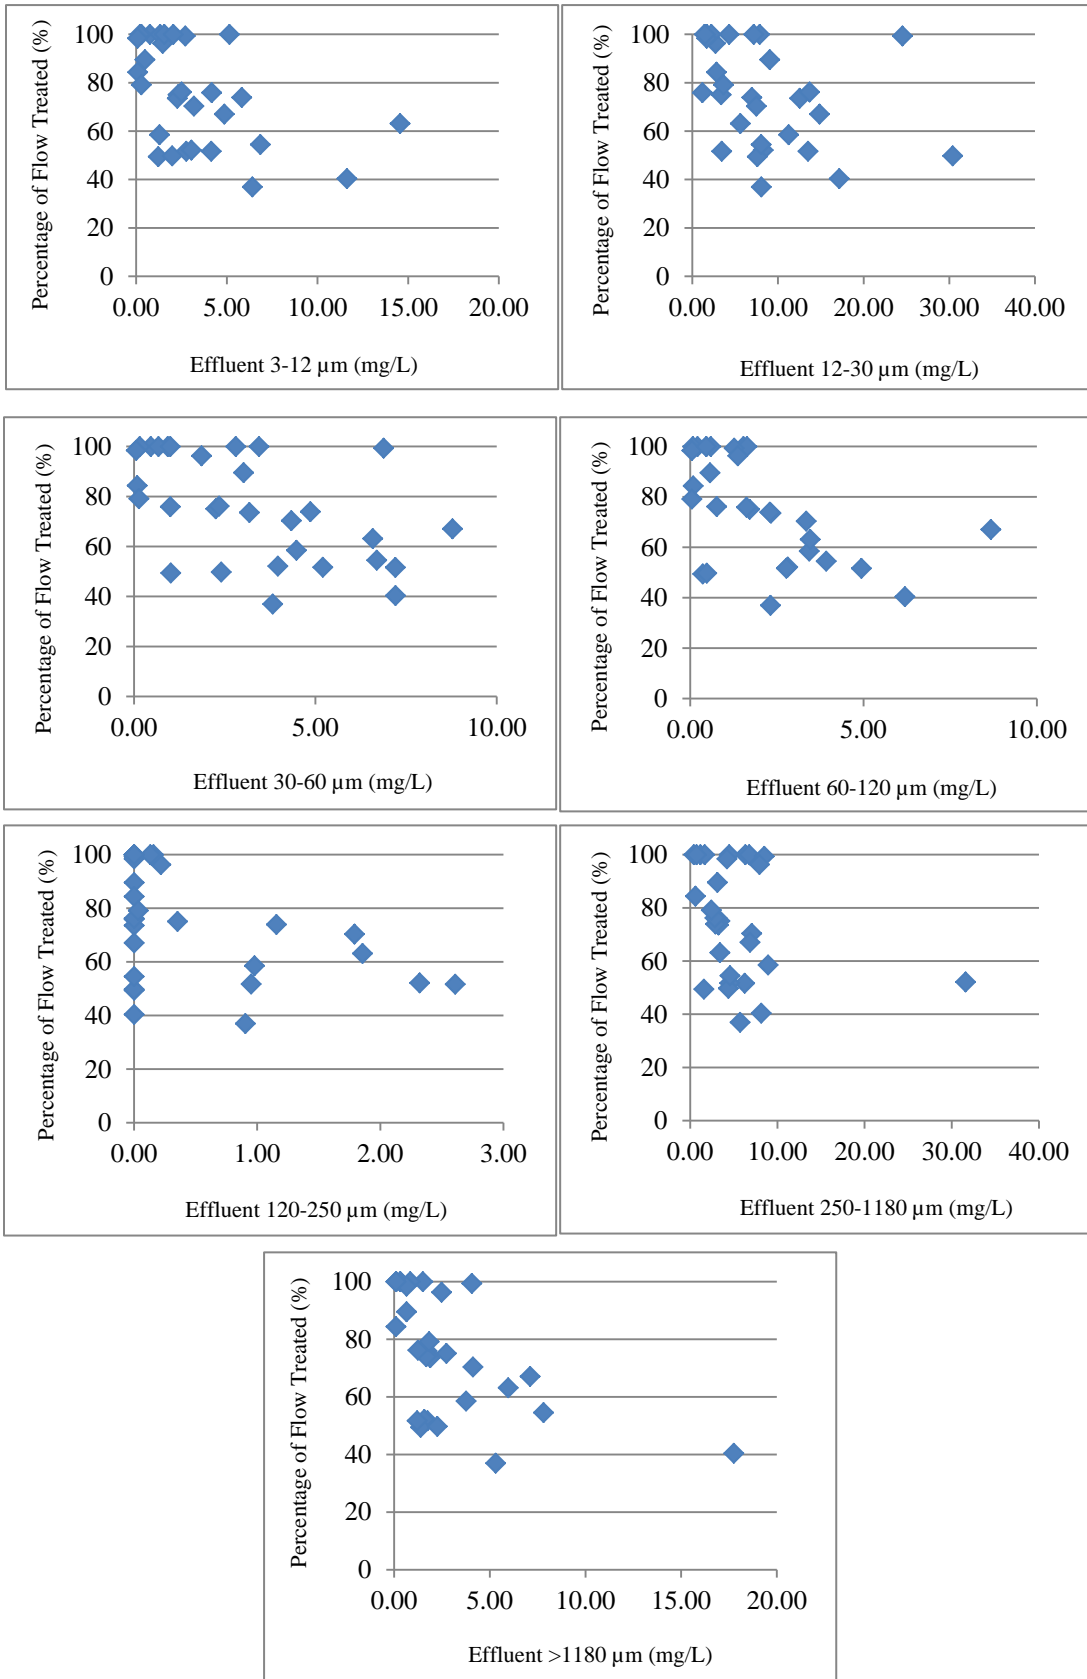 Percentage of Flow Treated (%)
100
80
60
40
20
0
0.00 5.00 10.00 15.00 20.00
Effluent 3-12 µm (mg/L)
Percentage of Flow Treated (%)
100
80
60
40
20
0
0.00 10.00 20.00 30.00 40.00
Effluent 12-30 µm (mg/L)
Percentage of Flow Treated (%)
100
80
60
40
20
0
0.00 5.00 10.00
Effluent 30-60 µm (mg/L)
Percentage of Flow Treated (%)
100
80
60
40
20
0
0.00 5.00 10.00
Effluent 60-120 µm (mg/L)
Percentage of Flow Treated (%)
100
80
60
40
20
0
0.00 1.00 2.00 3.00
Effluent 120-250 µm (mg/L)
Percentage of Flow Treated (%)
100
80
60
40
20
0
0.00 10.00 20.00 30.00 40.00
Effluent 250-1180 µm (mg/L)
Percentage of Flow Treated (%)
100
80
60
40
20
0
0.00 5.00 10.00 15.00 20.00
Effluent >1180 µm (mg/L)